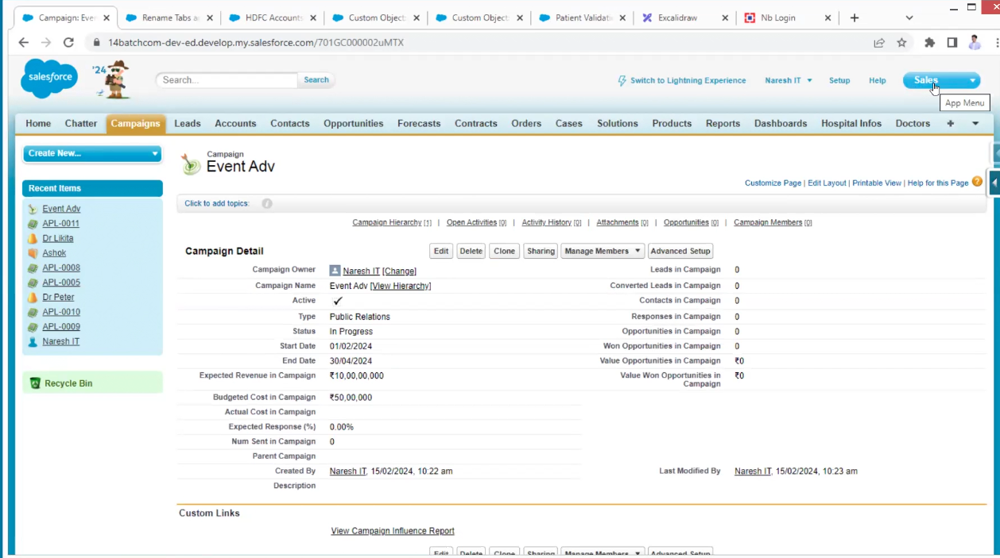 Campaign: Eve
Rename Tabs a
HDFC Accounts
Custom Object
Custom Object
Patient Validati
Excalidraw
Nb Login
14batchcom-dev-ed.develop.my.salesforce.com/701GC000002uMTX
salesforce
'24
Search...
Search
Switch to Lightning Experience
Naresh IT
Setup
Help
Sales
App Menu
Home Chatter Campaigns Leads Accounts Contacts Opportunities Forecasts Contracts Orders Cases Solutions Products Reports Dashboards Hospital Infos Doctors +
Create New...
Recent Items
Event Adv
APL-0011
Dr Likita
Ashok
APL-0008
APL-0005
Dr Peter
APL-0010
APL-0009
Naresh IT
Recycle Bin
Campaign
Event Adv
Customize Page | Edit Layout | Printable View | Help for this Page ?
Click to add topics: i
Campaign Hierarchy [1] | Open Activities [0] | Activity History [0] | Attachments [0] | Opportunities [0] | Campaign Members [0]
Campaign Detail
Edit Delete Clone Sharing Manage Members Advanced Setup
Campaign Owner Naresh IT [Change]
Leads in Campaign 0
Campaign Name Event Adv [View Hierarchy]
Converted Leads in Campaign 0
Active ✓
Contacts in Campaign 0
Type Public Relations
Responses in Campaign 0
Status In Progress
Opportunities in Campaign 0
Start Date 01/02/2024
Won Opportunities in Campaign 0
End Date 30/04/2024
Value Opportunities in Campaign ₹0
Expected Revenue in Campaign ₹10,00,00,000
Value Won Opportunities in
Campaign ₹0
Budgeted Cost in Campaign ₹50,00,000
Actual Cost in Campaign
Expected Response (%) 0.00%
Num Sent in Campaign 0
Parent Campaign
Created By Naresh IT, 15/02/2024, 10:22 am
Last Modified By Naresh IT, 15/02/2024, 10:23 am
Description
Custom Links
View Campaign Influence Report
Edit Delete Clone Sharing Manage Members Advanced Setup